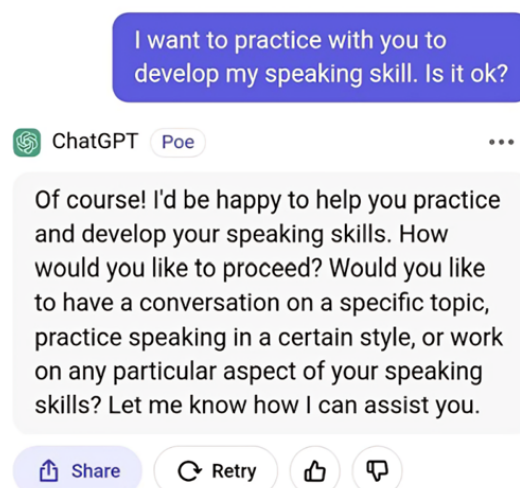 I want to practice with you to
develop my speaking skill. Is it ok?
ChatGPT Poe
Of course! I'd be happy to help you practice
and develop your speaking skills. How
would you like to proceed? Would you like
to have a conversation on a specific topic,
practice speaking in a certain style, or work
on any particular aspect of your speaking
skills? Let me know how I can assist you.
Share Retry